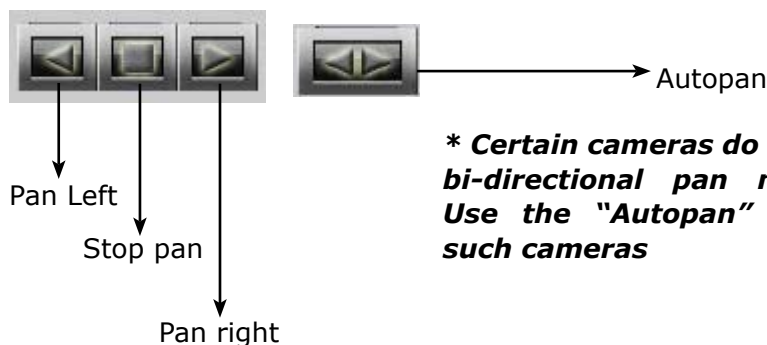 Autopan
* Certain cameras do
bi-directional pan
Use the “Autopan”
such cameras
Pan Left
Stop pan
Pan right